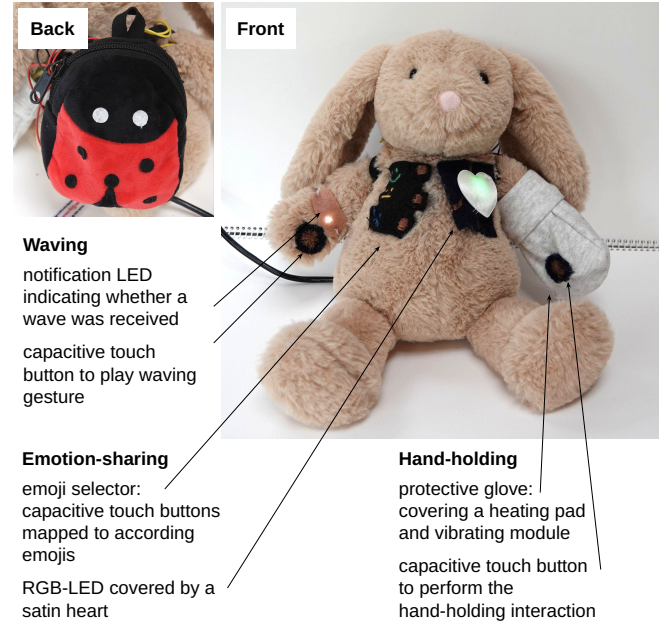 Back
Front
Waving
notification LED
indicating whether a
wave was received
capacitive touch
button to play waving
gesture
Emotion-sharing
emoji selector:
capacitive touch buttons
mapped to according
emojis
RGB-LED covered by a
satin heart
Hand-holding
protective glove:
covering a heating pad
and vibrating module
capacitive touch button
to perform the
hand-holding interaction